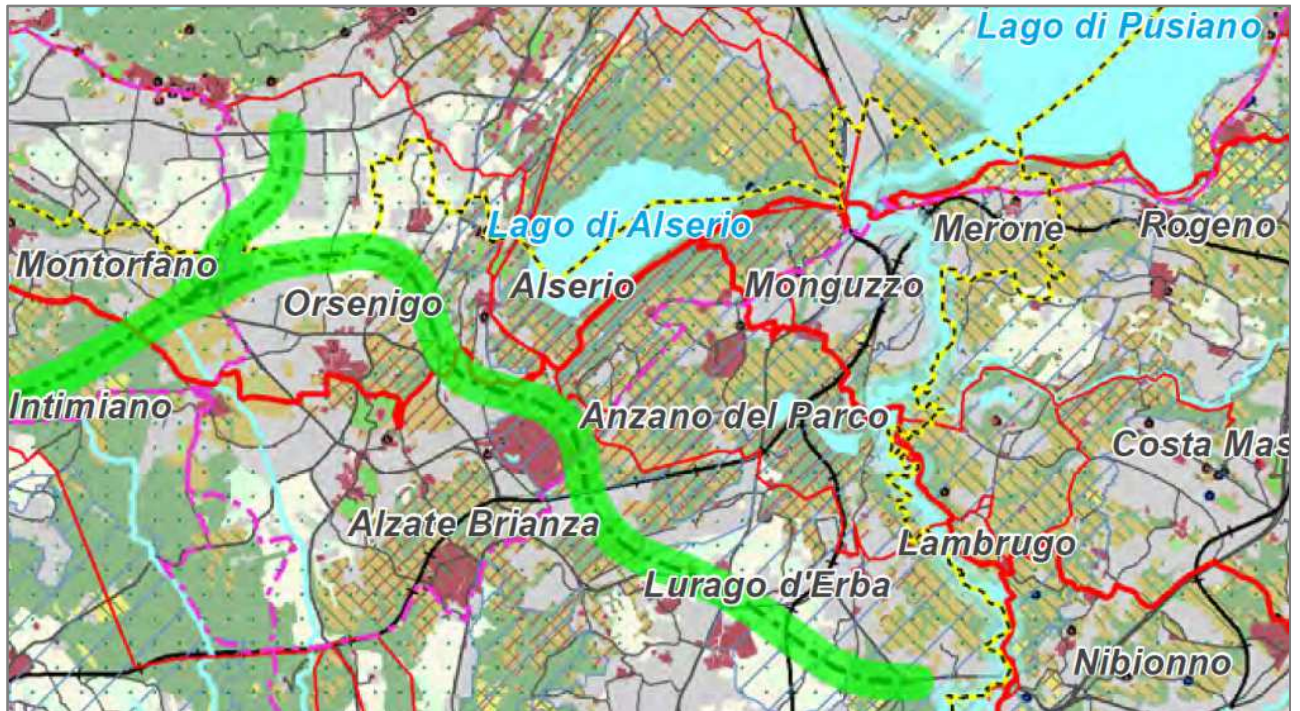 Lago di Pusiano
Lago di Alserio
Merone
Rogeno
Montorfano
Orsenigo
Alserio
Monguzzo
Intimiano
Anzano del Parco
Costa Mas
Alzate Brianza
Lambrugo
Lurago d'Erba
Nibionno